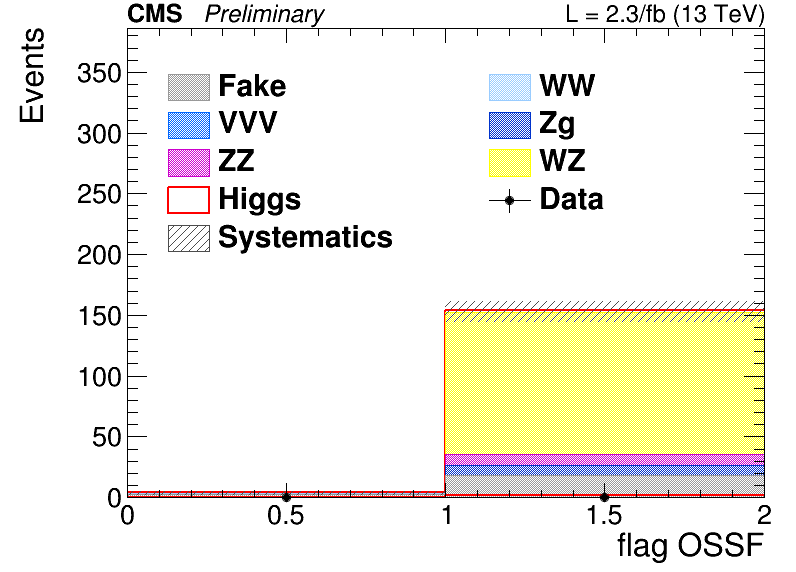 CMS Preliminary L = 2.3/fb (13 TeV)
Events
350
300
250
200
150
100
50
0
Fake WW
VVV Zg
ZZ WZ
Higgs Data
Systematics
0 0.5 1 1.5 2
flag OSSF